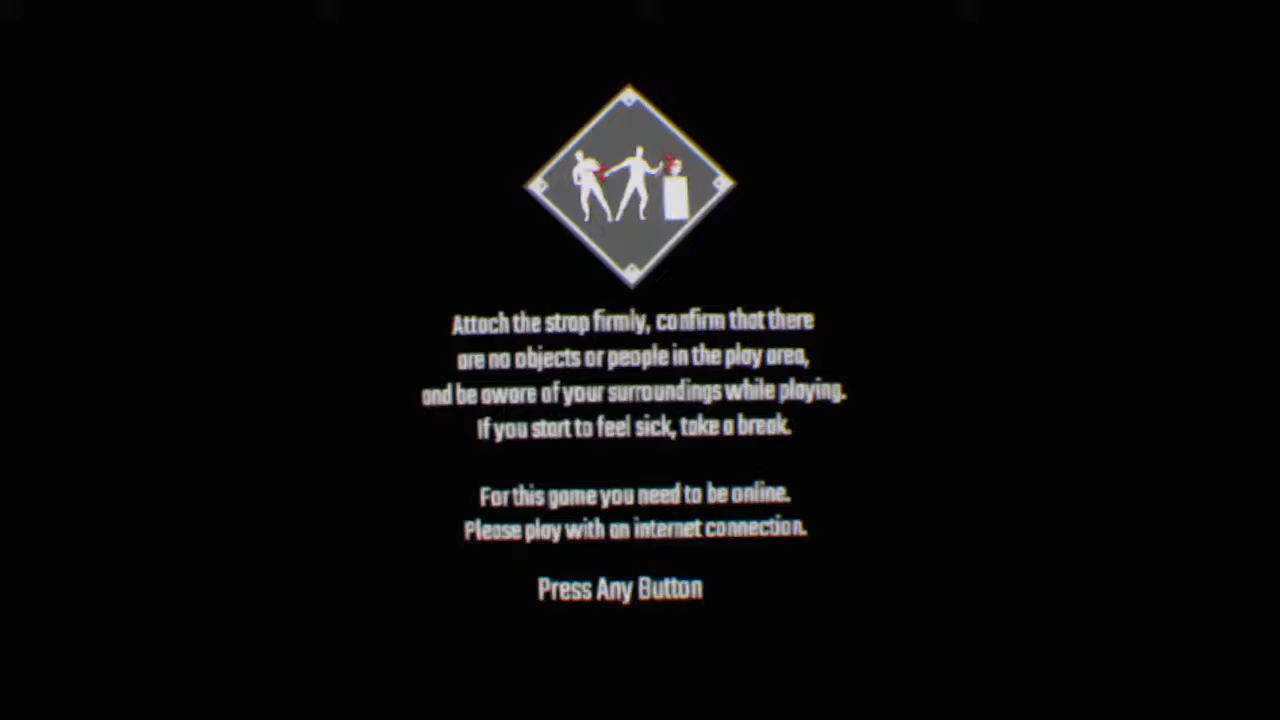 Attach the strap firmly, confirm that there
are no objects or people in the play area,
and be aware of your surroundings while playing.
If you start to feel sick, take a break.
For this game you need to be online.
Please play with an internet connection.
Press Any Button